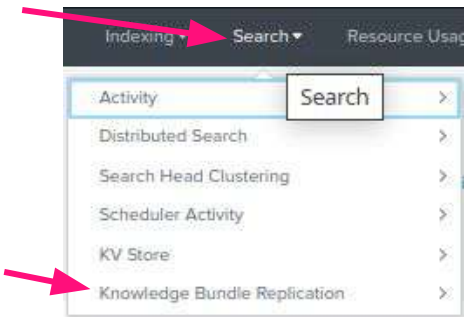 Indexing Search Resource Usag
Activity
Search
Distributed Search
Search Head Clustering
Scheduler Activity
KV Store
Knowledge Bundle Replication